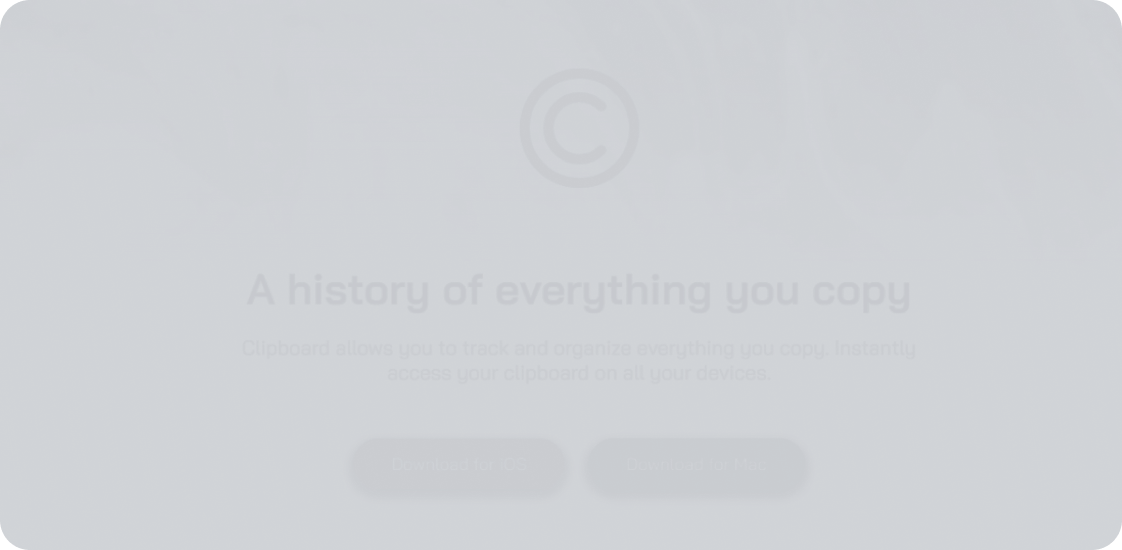 ©
A history of everything you copy
Clipboard allows you to track and organize everything you copy. Instantly
access your clipboard on all your devices.
Download for iOS
Download for Mac